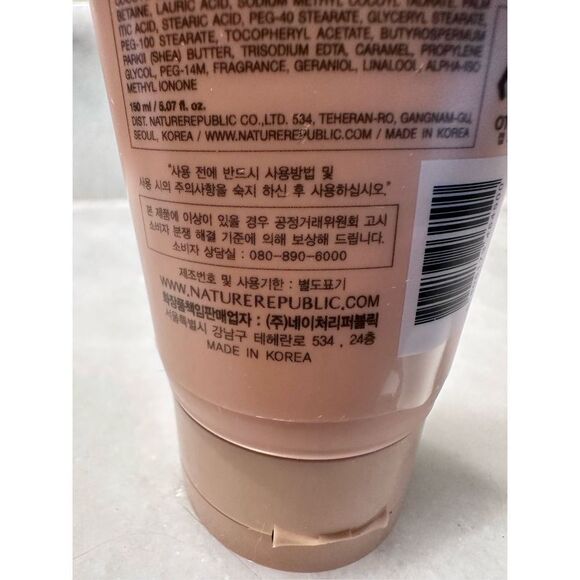 BETAINE, LAURIC ACID, SODIUM METHYL COCOYL TAURATE, PALM
ITIC ACID, STEARIC ACID, PEG-40 STEARATE, GLYCERYL STEARATE,
PEG-100 STEARATE, TOCOPHERYL ACETATE, BUTYROSPERMUM
PARKII (SHEA) BUTTER, TRISODIUM EDTA, CARAMEL, PROPYLENE
GLYCOL, PEG-14M, FRAGRANCE, GERANIOL, LINALOOL, ALPHA-ISO
METHYL IONONE
150 ml / 5.07 fl. oz.
DIST. NATUREREPUBLIC CO.,LTD. 534, TEHERAN-RO, GANGNAM-GU,
SEOUL, KOREA / WWW.NATUREREPUBLIC.COM / MADE IN KOREA
"사용 전에 반드시 사용방법 및
사용 시의 주의사항을 숙지 하신 후 사용하십시오."
본 제품에 이상이 있을 경우 공정거래위원회 고시
소비자 분쟁 해결 기준에 의해 보상해 드립니다.
소비자 상담실 : 080-890-6000
제조번호 및 사용기한 : 별도표기
WWW.NATUREREPUBLIC.COM
화장품책임판매업자 : (주)네이처리퍼블릭
서울특별시 강남구 테헤란로 534 , 24층
MADE IN KOREA